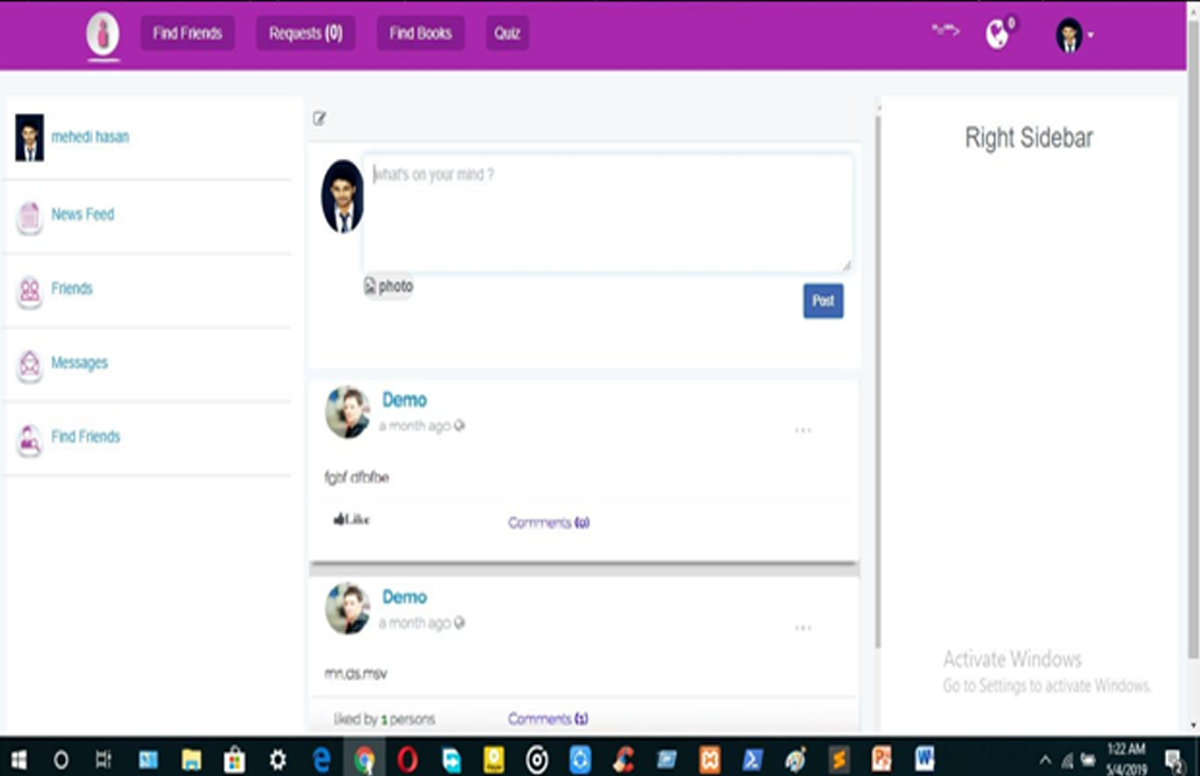 Find Friends
Requests (0)
Find Books
Quiz
0
mehedi hasan
News Feed
Friends
Messages
Find Friends
what's on your mind ?
photo
Post
Demo
a month ago
...
fgbf dfbfbe
Like
Comments (0)
Demo
a month ago
...
mn,ds.msv
liked by 1 persons
Comments (1)
Right Sidebar
Activate Windows
Go to Settings to activate Windows.
1:22 AM
5/4/2019
2